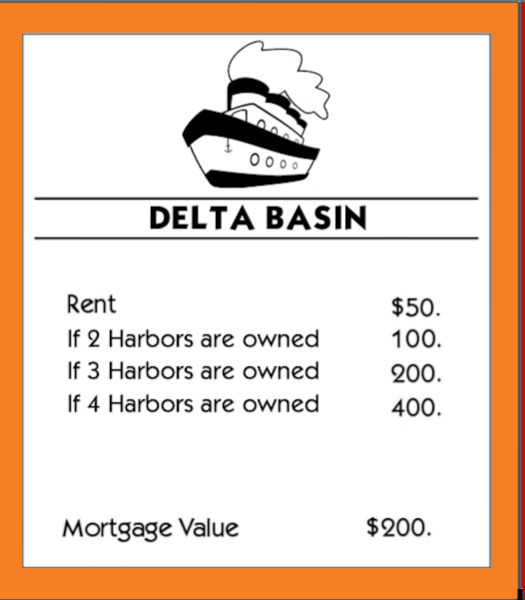 DELTA BASIN
Rent $50.
If 2 Harbors are owned 100.
If 3 Harbors are owned 200.
If 4 Harbors are owned 400.
Mortgage Value $200.